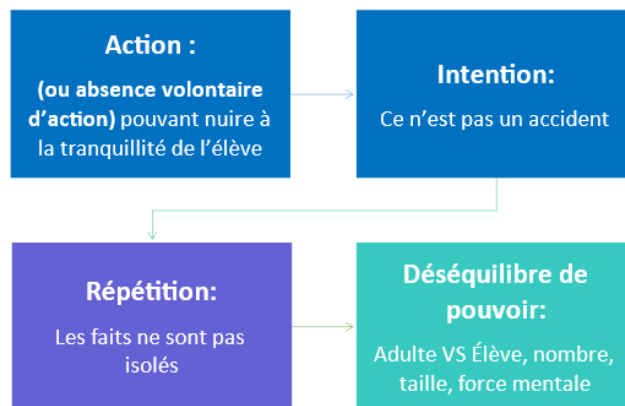 Action :
(ou absence volontaire
d'action) pouvant nuire à
la tranquillité de l'élève
Intention:
Ce n'est pas un accident
Répétition:
Les faits ne sont pas
isolés
Déséquilibre de
pouvoir:
Adulte VS Élève, nombre,
taille, force mentale